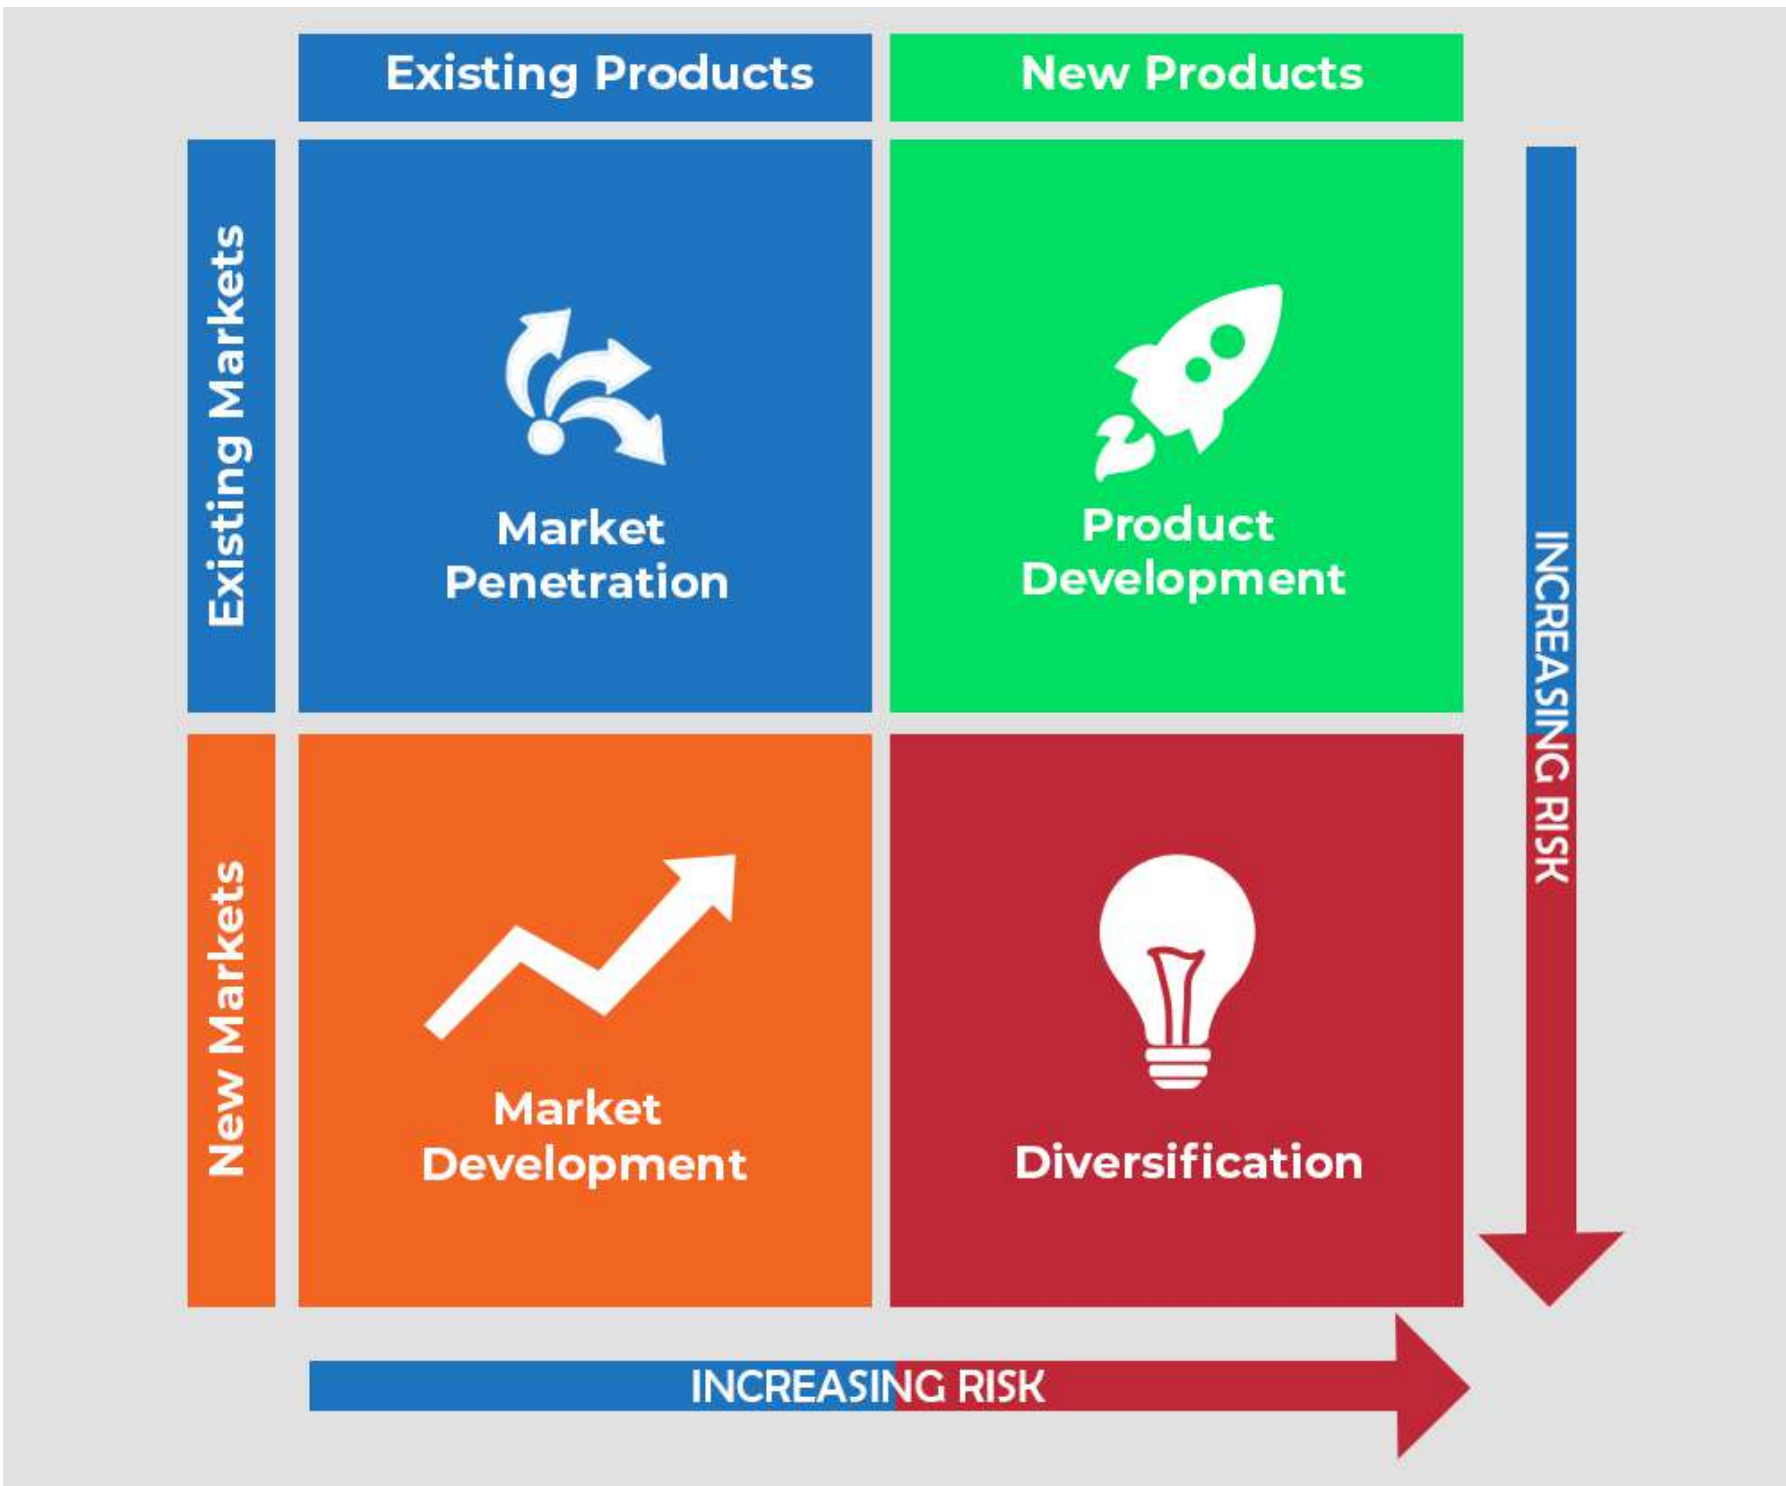 Existing Products
New Products
Existing Markets
Market
Penetration
Product
Development
INCREASING RISK
New Markets
Market
Development
Diversification
INCREASING RISK